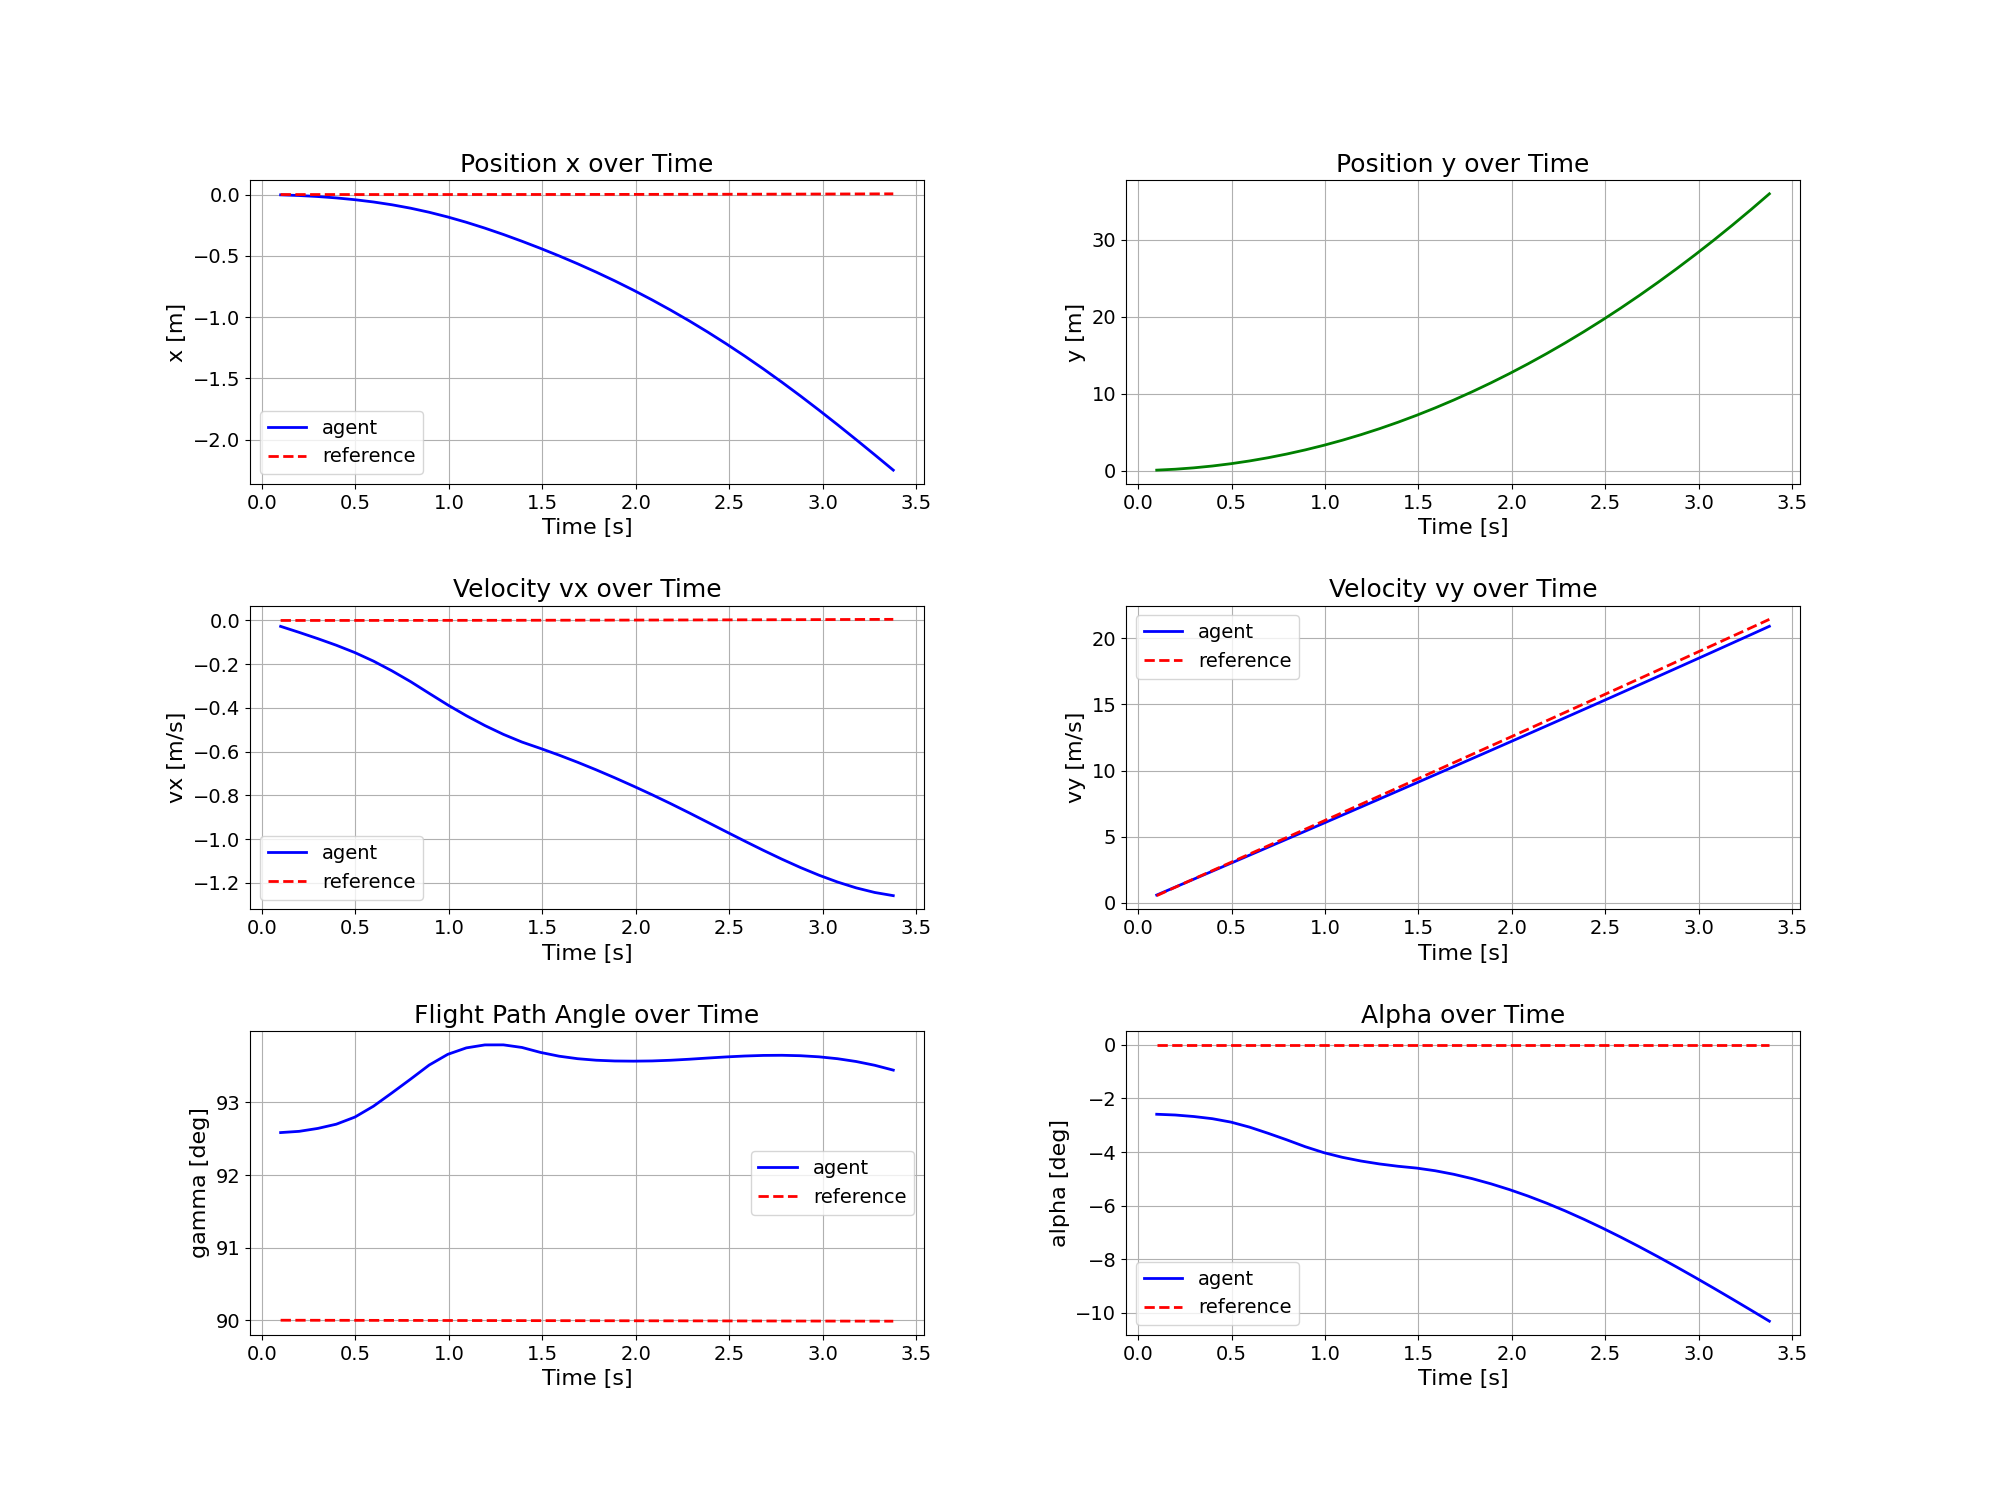 Position x over Time
0.0
−0.5
−1.0
−1.5
−2.0
x [m]
agent
reference
0.0 0.5 1.0 1.5 2.0 2.5 3.0 3.5
Time [s]
Position y over Time
30
20
10
0
y [m]
0.0 0.5 1.0 1.5 2.0 2.5 3.0 3.5
Time [s]
Velocity vx over Time
0.0
−0.2
−0.4
−0.6
−0.8
−1.0
−1.2
vx [m/s]
agent
reference
0.0 0.5 1.0 1.5 2.0 2.5 3.0 3.5
Time [s]
Velocity vy over Time
20
15
10
5
0
vy [m/s]
agent
reference
0.0 0.5 1.0 1.5 2.0 2.5 3.0 3.5
Time [s]
Flight Path Angle over Time
93
92
91
90
gamma [deg]
agent
reference
0.0 0.5 1.0 1.5 2.0 2.5 3.0 3.5
Time [s]
Alpha over Time
0
−2
−4
−6
−8
−10
alpha [deg]
agent
reference
0.0 0.5 1.0 1.5 2.0 2.5 3.0 3.5
Time [s]